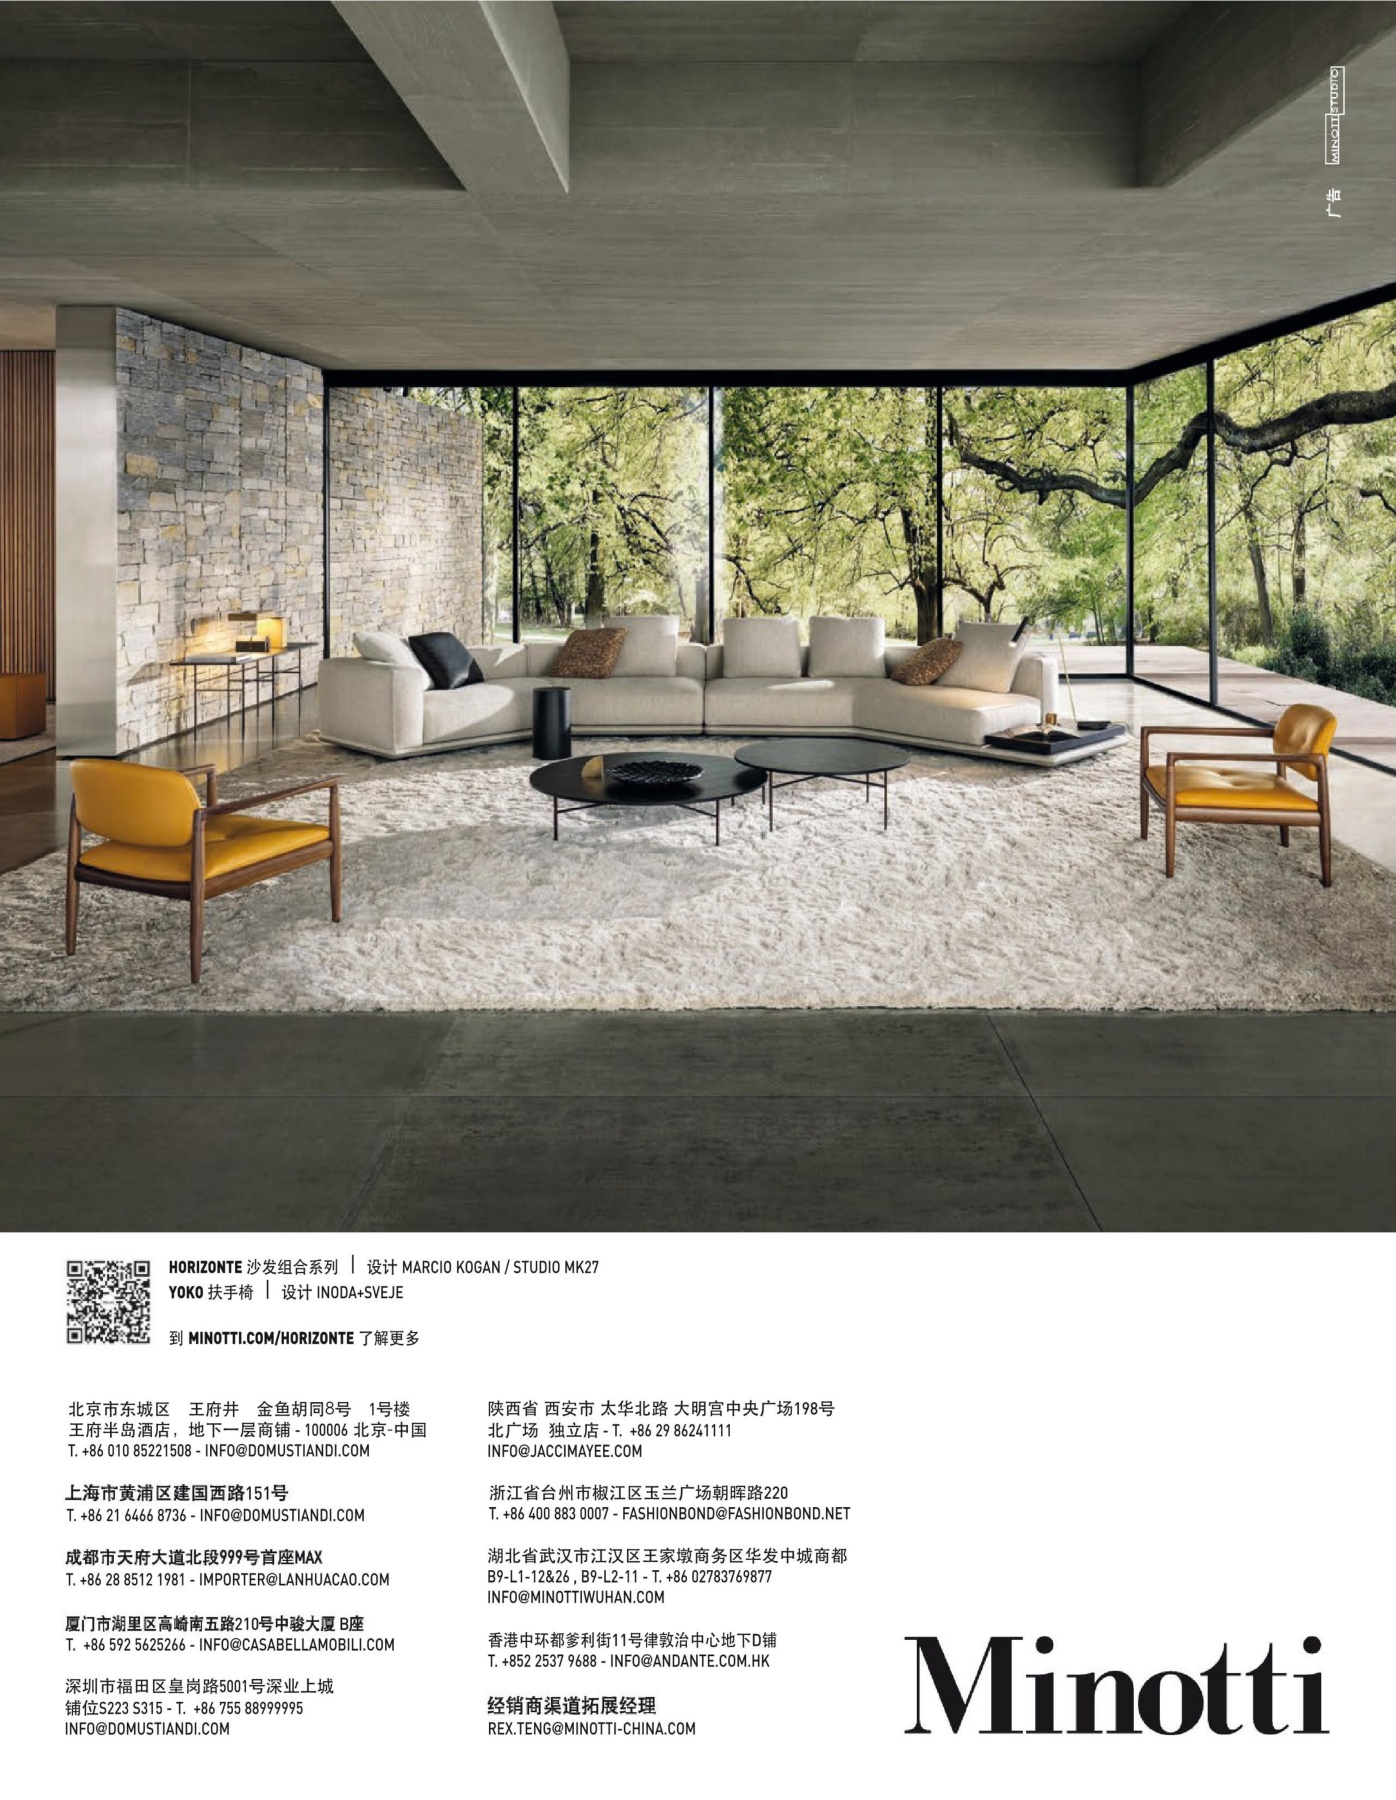 MINOTTI STUDIO
广告
HORIZONTE 沙发组合系列 | 设计 MARCIO KOGAN / STUDIO MK27
YOKO 扶手椅 | 设计 INODA+SVEJE
到 MINOTTI.COM/HORIZONTE 了解更多
北京市东城区 王府井 金鱼胡同8号 1号楼
王府半岛酒店，地下一层商铺 - 100006 北京-中国
T. +86 010 85221508 - INFO@DOMUSTIANDI.COM
上海市黄浦区建国西路151号
T. +86 21 6466 8736 - INFO@DOMUSTIANDI.COM
成都市天府大道北段999号首座MAX
T. +86 28 8512 1981 - IMPORTER@LANHUACAO.COM
厦门市湖里区高崎南五路210号中骏大厦 B座
T. +86 592 5625266 - INFO@CASABELLAMOBILI.COM
深圳市福田区皇岗路5001号深业上城
铺位S223 S315 - T. +86 755 88999995
INFO@DOMUSTIANDI.COM
陕西省 西安市 太华北路 大明宫中央广场198号
北广场 独立店 - T. +86 29 86241111
INFO@JACCIMAYEE.COM
浙江省台州市椒江区玉兰广场朝晖路220
T. +86 400 883 0007 - FASHIONBOND@FASHIONBOND.NET
湖北省武汉市江汉区王家墩商务区华发中城商都
B9-L1-12&26 , B9-L2-11 - T. +86 02783769877
INFO@MINOTTIWUHAN.COM
香港中环都爹利街11号律敦治中心地下D铺
T. +852 2537 9688 - INFO@ANDANTE.COM.HK
经销商渠道拓展经理
REX.TENG@MINOTTI-CHINA.COM
Minotti